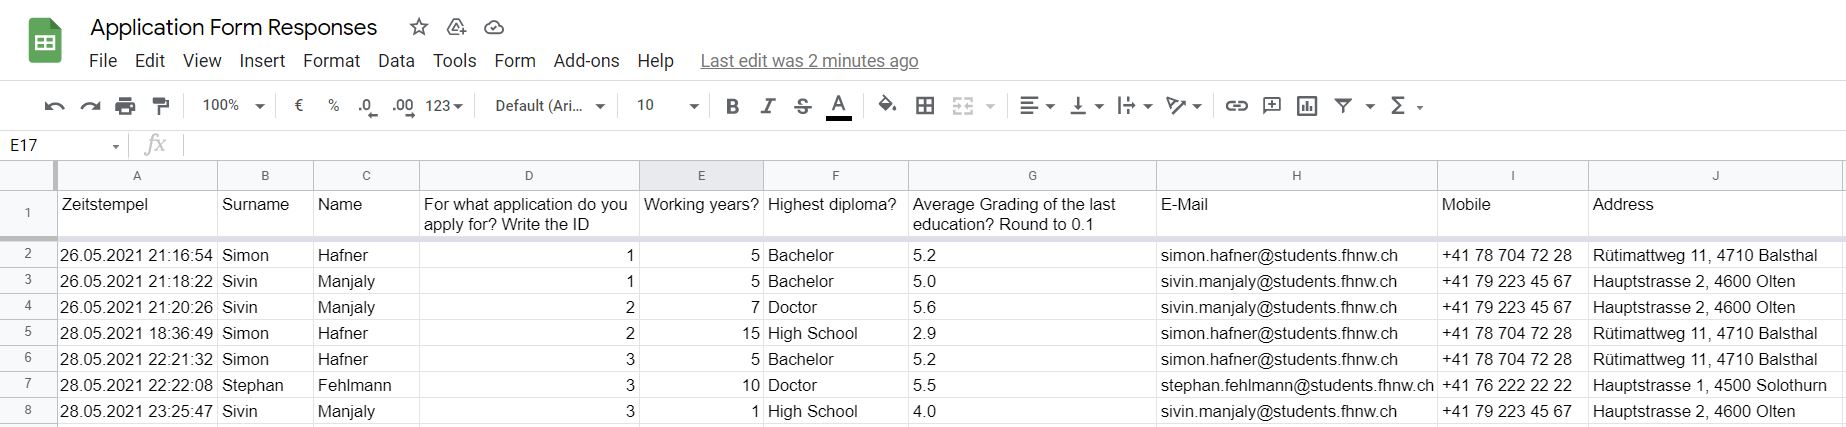 Application Form Responses
File Edit View Insert Format Data Tools Form Add-ons Help Last edit was 2 minutes ago
100% € % .0 .00 123 Default (Ari... 10 B I S A Σ
E17 fx
A B C D E F G H I J
1 Zeitstempel Surname Name For what application do you Working years? Highest diploma? Average Grading of the last E-Mail Mobile Address
apply for? Write the ID education? Round to 0.1
2 26.05.2021 21:16:54 Simon Hafner 1 5 Bachelor 5.2 simon.hafner@students.fhnw.ch +41 78 704 72 28 Rütimattweg 11, 4710 Balsthal
3 26.05.2021 21:18:22 Sivin Manjaly 1 5 Bachelor 5.0 sivin.manjaly@students.fhnw.ch +41 79 223 45 67 Hauptstrasse 2, 4600 Olten
4 26.05.2021 21:20:26 Sivin Manjaly 2 7 Doctor 5.6 sivin.manjaly@students.fhnw.ch +41 79 223 45 67 Hauptstrasse 2, 4600 Olten
5 28.05.2021 18:36:49 Simon Hafner 2 15 High School 2.9 simon.hafner@students.fhnw.ch +41 78 704 72 28 Rütimattweg 11, 4710 Balsthal
6 28.05.2021 22:21:32 Simon Hafner 3 5 Bachelor 5.2 simon.hafner@students.fhnw.ch +41 78 704 72 28 Rütimattweg 11, 4710 Balsthal
7 28.05.2021 22:22:08 Stephan Fehlmann 3 10 Doctor 5.5 stephan.fehlmann@students.fhnw.ch +41 76 222 22 22 Hauptstrasse 1, 4500 Solothurn
8 28.05.2021 23:25:47 Sivin Manjaly 3 1 High School 4.0 sivin.manjaly@students.fhnw.ch +41 79 223 45 67 Hauptstrasse 2, 4600 Olten